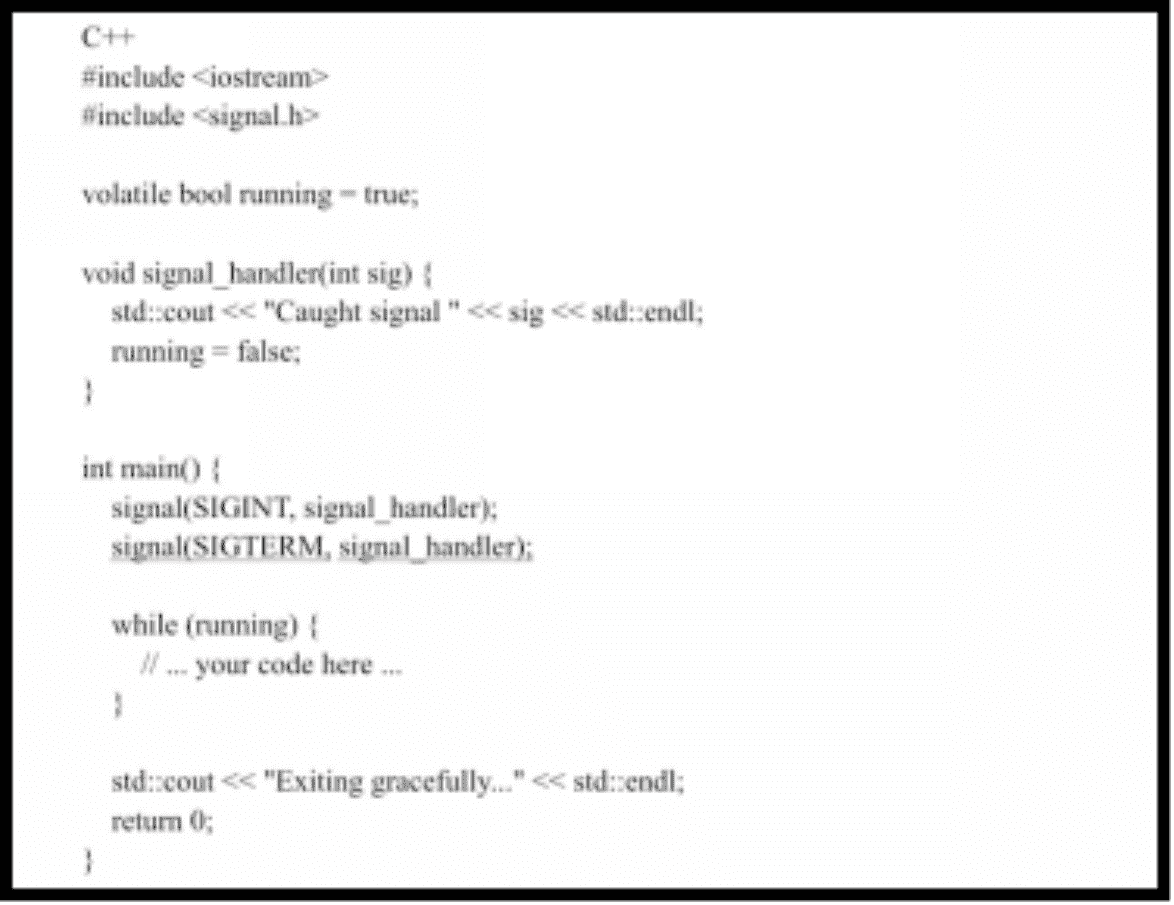 C++
#include <iostream>
#include <signal.h>
volatile bool running = true;
void signal_handler(int sig) {
std::cout << "Caught signal " << sig << std::endl;
running = false;
}
int main() {
signal(SIGINT, signal_handler);
signal(SIGTERM, signal_handler);
while (running) {
// ... your code here ...
}
std::cout << "Exiting gracefully..." << std::endl;
return 0;
}